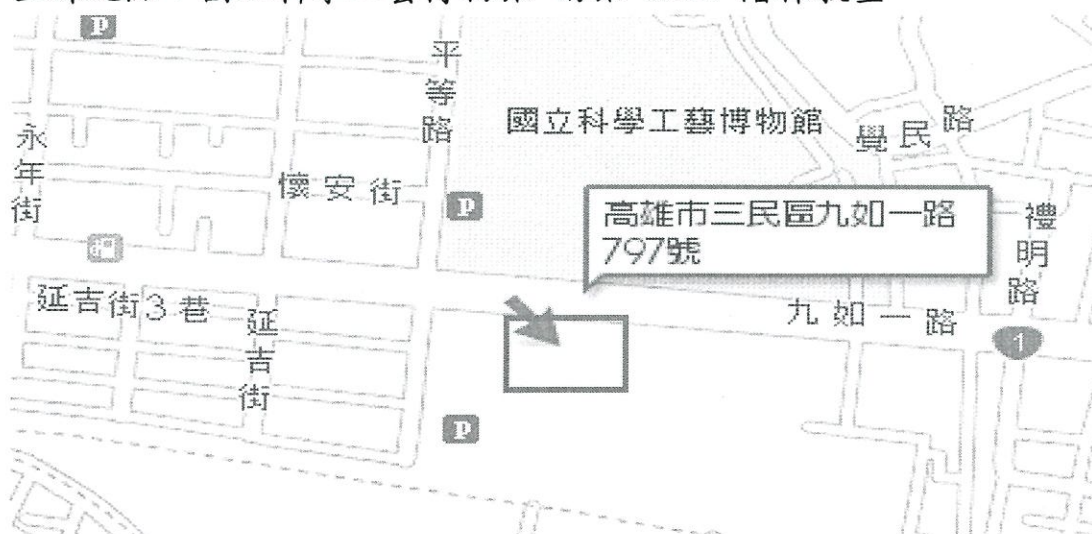 P
平等路
國立科學工藝博物館
覺民路
永年街
懷安街
P
高雄市三民區九如一路
797號
禮明路
延吉街3巷
延吉街
九如一路
1
P